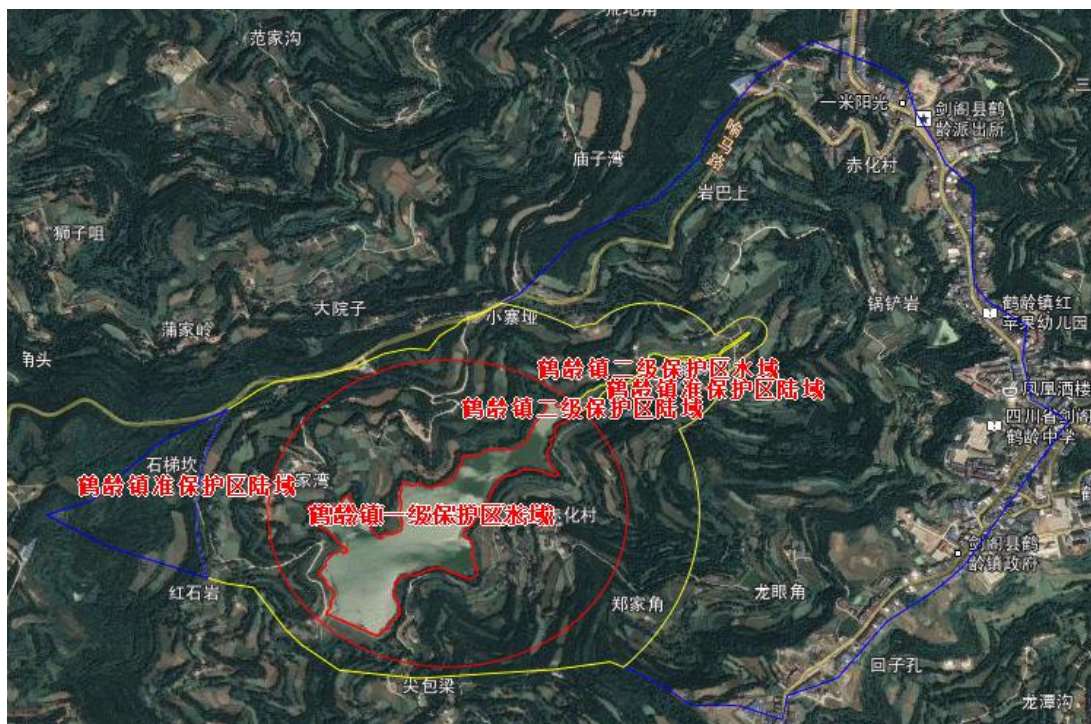 范家沟
一米阳光
剑阁县鹤
龄派出所
响马路
庙子湾
赤化村
岩巴上
狮子咀
大院子
小寨垭
锅铲岩
鹤龄镇红
苹果幼儿园
蒲家岭
角头
鹤龄镇二级保护区水域
鹤龄镇准保护区陆域
鹤龄镇二级保护区陆域
凤凰酒楼
四川省剑阁
鹤龄中学
石梯坎
鹤龄镇准保护区陆域
家湾
鹤龄镇一级保护区水域
化村
剑阁县鹤
龄镇政府
红石岩
郑家角
龙眼角
尖包梁
回子孔
龙潭沟